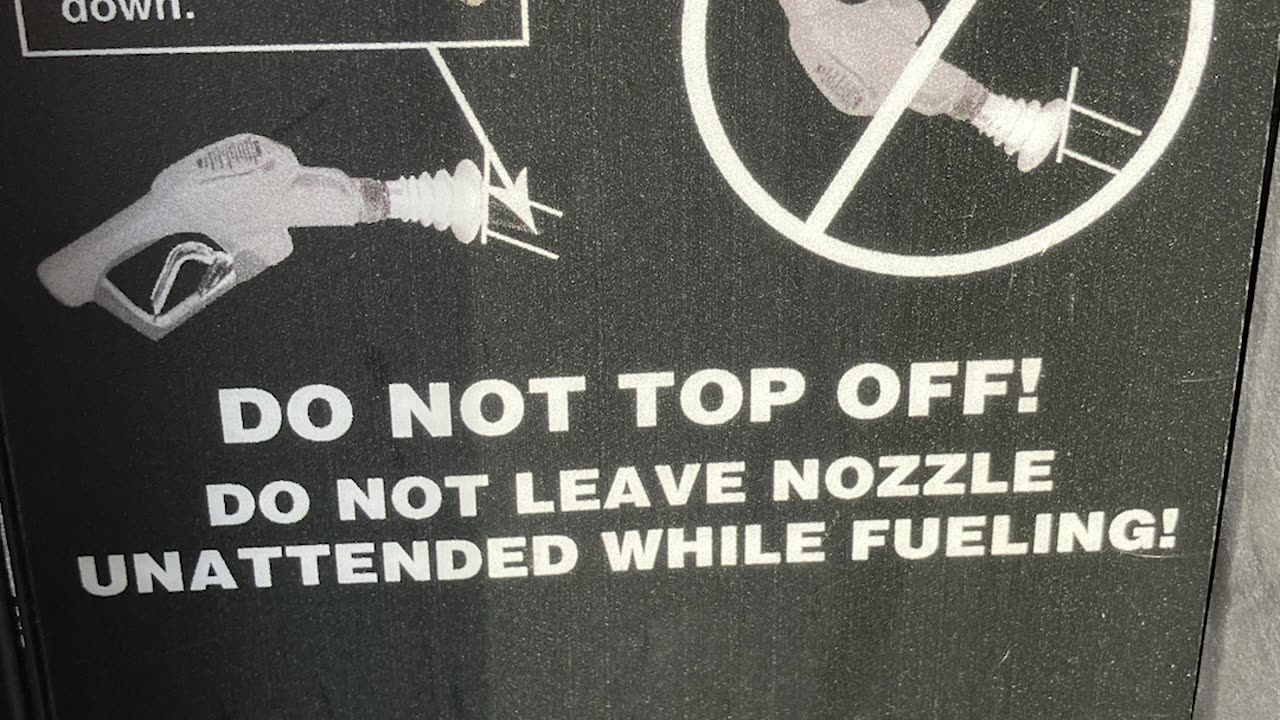 down.
DO NOT TOP OFF!
DO NOT LEAVE NOZZLE
UNATTENDED WHILE FUELING!